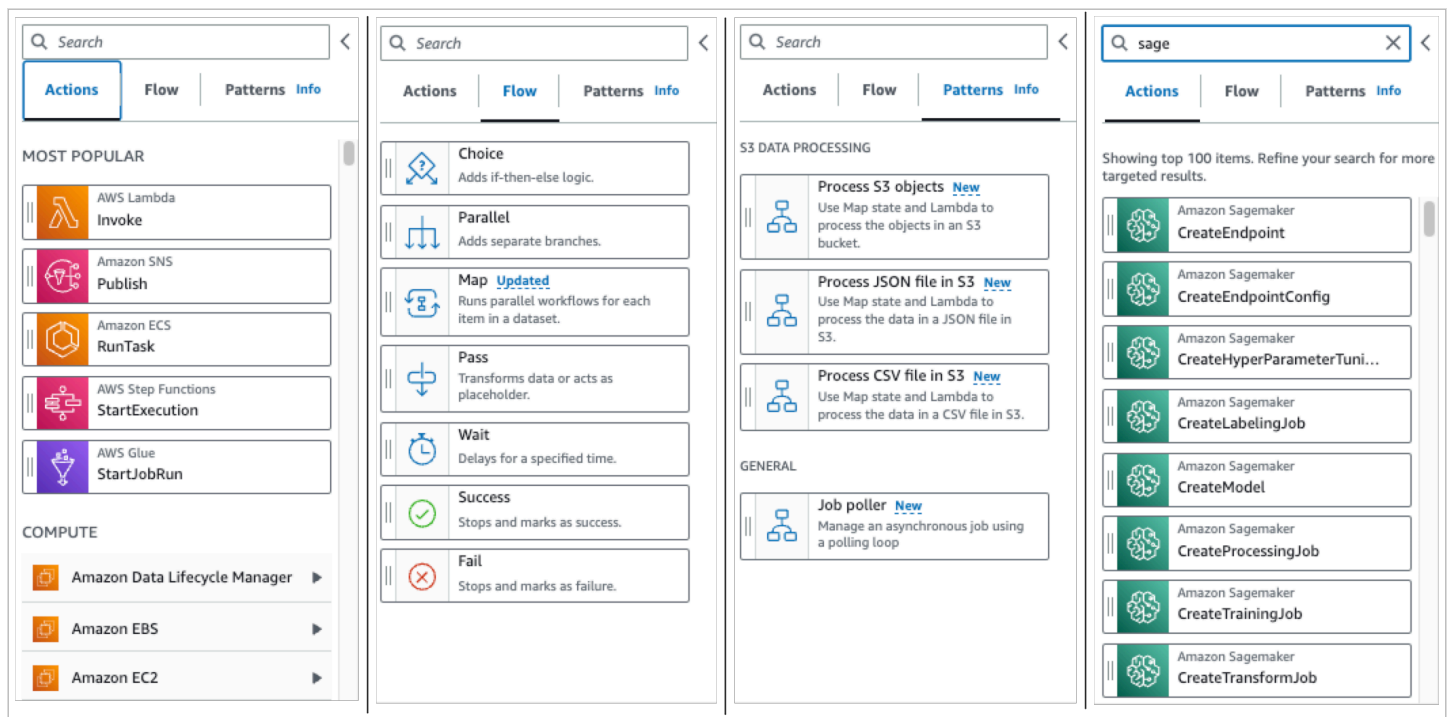 Search
Actions Flow Patterns Info
MOST POPULAR
AWS Lambda
Invoke
Amazon SNS
Publish
Amazon ECS
RunTask
AWS Step Functions
StartExecution
AWS Glue
StartJobRun
COMPUTE
Amazon Data Lifecycle Manager
Amazon EBS
Amazon EC2
Search
Actions Flow Patterns Info
Choice
Adds if-then-else logic.
Parallel
Adds separate branches.
Map Updated
Runs parallel workflows for each
item in a dataset.
Pass
Transforms data or acts as
placeholder.
Wait
Delays for a specified time.
Success
Stops and marks as success.
Fail
Stops and marks as failure.
Search
Actions Flow Patterns Info
S3 DATA PROCESSING
Process S3 objects New
Use Map state and Lambda to
process the objects in an S3
bucket.
Process JSON file in S3 New
Use Map state and Lambda to
process the data in a JSON file in
S3.
Process CSV file in S3 New
Use Map state and Lambda to
process the data in a CSV file in S3.
GENERAL
Job poller New
Manage an asynchronous job using
a polling loop
sage
Actions Flow Patterns Info
Showing top 100 items. Refine your search for more
targeted results.
Amazon Sagemaker
CreateEndpoint
Amazon Sagemaker
CreateEndpointConfig
Amazon Sagemaker
CreateHyperParameterTuni...
Amazon Sagemaker
CreateLabelingJob
Amazon Sagemaker
CreateModel
Amazon Sagemaker
CreateProcessingJob
Amazon Sagemaker
CreateTrainingJob
Amazon Sagemaker
CreateTransformJob